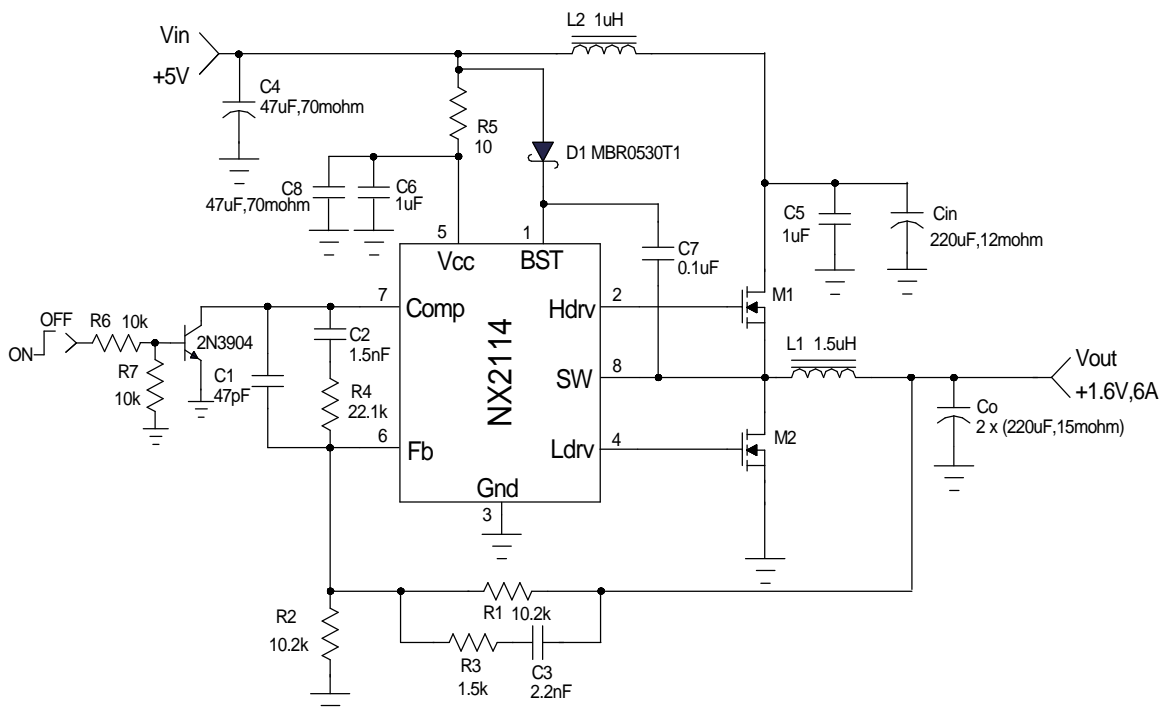 L2 1uH
Vin
+5V
C4
47uF,70mohm
R5
10
D1 MBR0530T1
C8
47uF,70mohm
C6
1uF
5
1
Vcc
BST
C7
0.1uF
C5
1uF
Cin
220uF,12mohm
7
Comp
Hdrv
2
M1
OFF
ON
R6 10k
2N3904
R7
10k
C1
47pF
C2
1.5nF
R4
22.1k
NX2114
SW
8
L1 1.5uH
Vout
+1.6V,6A
Co
2 x (220uF,15mohm)
6
Fb
Ldrv
4
M2
Gnd
3
R2
10.2k
R1 10.2k
R3
1.5k
C3
2.2nF